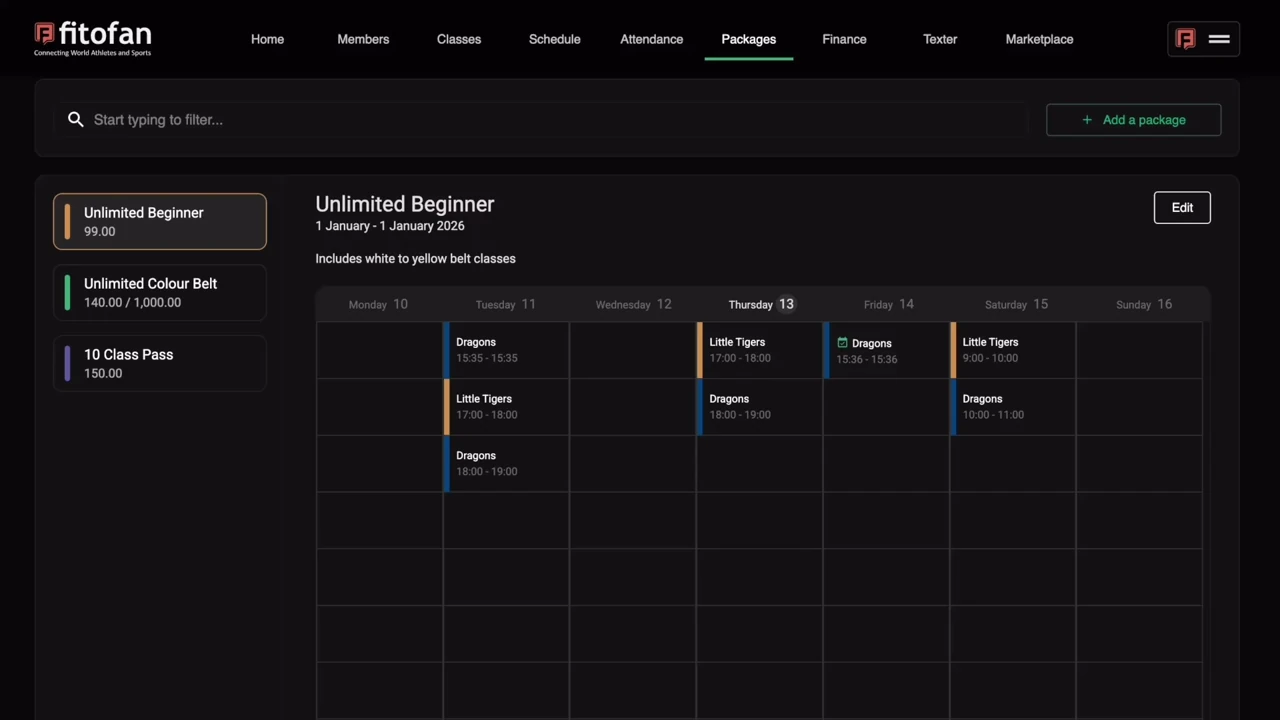 fitofan
Connecting World Athletes and Sports
Home Members Classes Schedule Attendance Packages Finance Texter Marketplace
Start typing to filter...
+ Add a package
Unlimited Beginner
99.00
Unlimited Colour Belt
140.00 / 1,000.00
10 Class Pass
150.00
Unlimited Beginner
1 January - 1 January 2026
Edit
Includes white to yellow belt classes
Monday 10 Tuesday 11 Wednesday 12 Thursday 13 Friday 14 Saturday 15 Sunday 16
Dragons Little Tigers Dragons Little Tigers
15:35 - 15:35 17:00 - 18:00 15:36 - 15:36 9:00 - 10:00
Little Tigers Dragons Dragons
17:00 - 18:00 18:00 - 19:00 10:00 - 11:00
Dragons
18:00 - 19:00